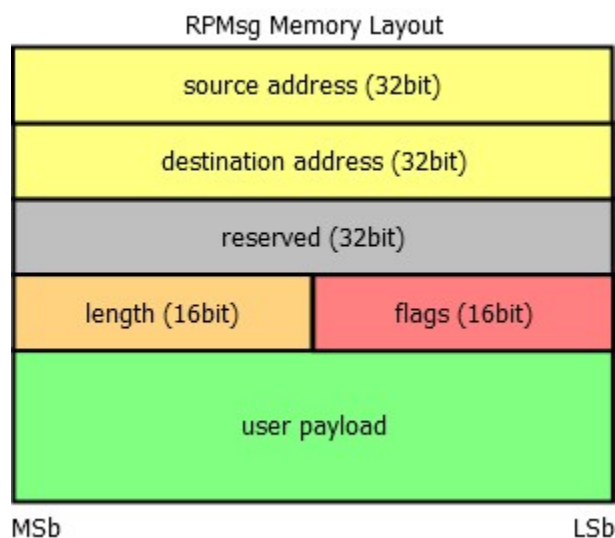 RPMsg Memory Layout
source address (32bit)
destination address (32bit)
reserved (32bit)
length (16bit) flags (16bit)
user payload
MSb LSb